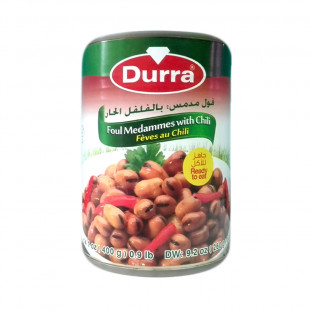 Durra
فول مدمس: بالفلفل الحار
Foul Medammes with Chili
Fèves au Chili
جاهز
للأكل
Ready
to eat
400 g / 0.9 lb
DW: 9.2 oz